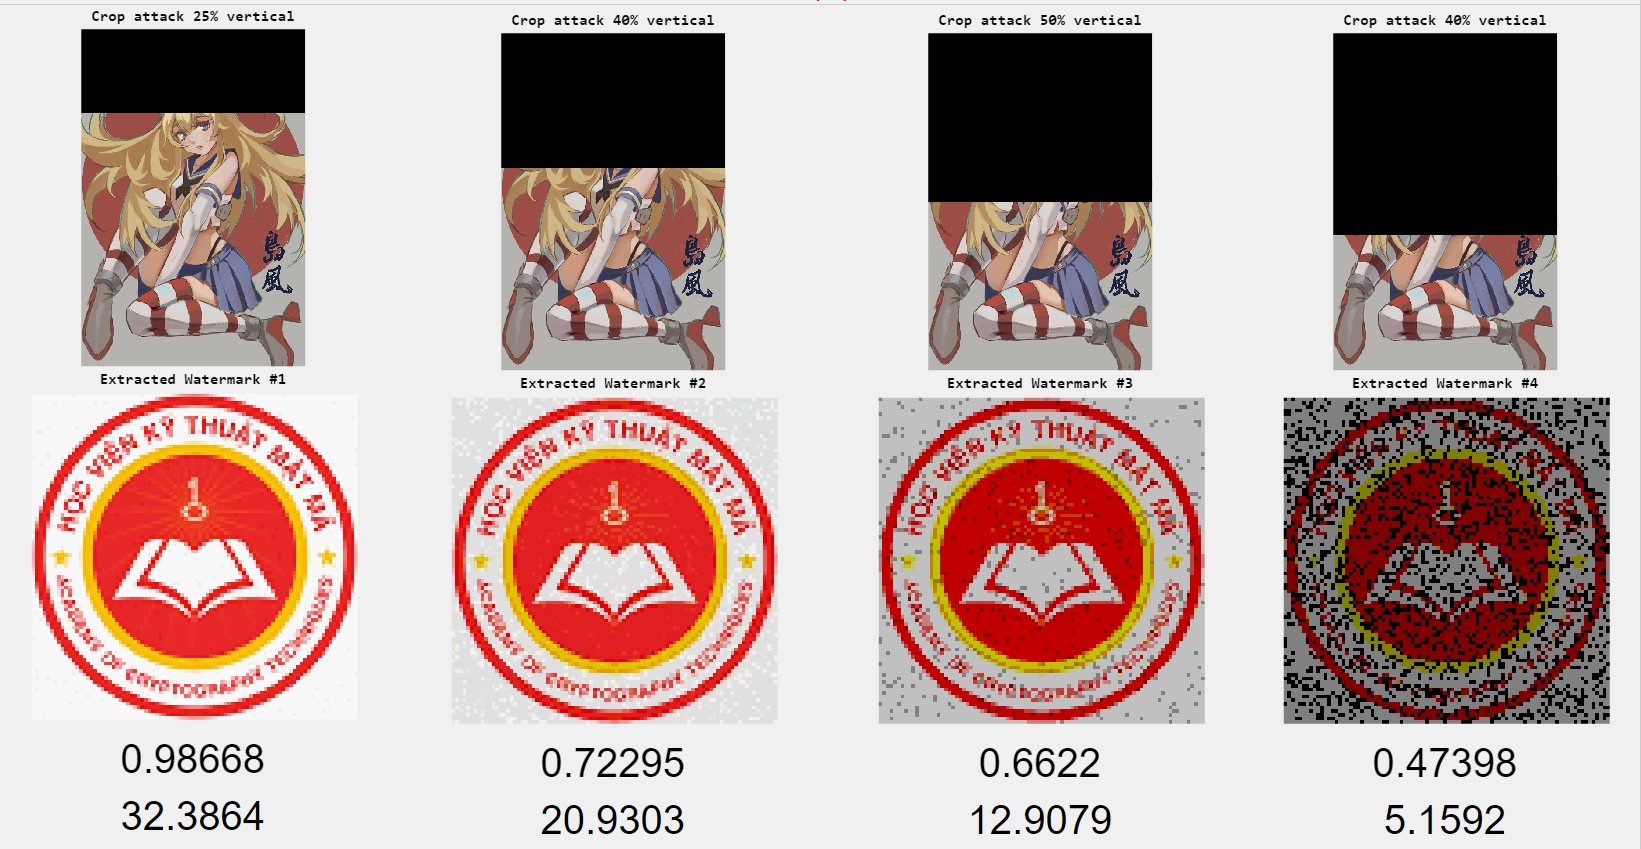 Crop attack 25% vertical
Crop attack 40% vertical
Crop attack 50% vertical
Crop attack 40% vertical
島風
島風
島風
島風
Extracted Watermark #1
Extracted Watermark #2
Extracted Watermark #3
Extracted Watermark #4
HỌC VIỆN KỸ THUẬT MẬT MÃ
ACADEMY OF CRYPTOGRAPHY TECHNIQUES
HỌC VIỆN KỸ THUẬT MẬT MÃ
ACADEMY OF CRYPTOGRAPHY TECHNIQUES
HỌC VIỆN KỸ THUẬT MẬT MÃ
ACADEMY OF CRYPTOGRAPHY TECHNIQUES
0.98668
0.72295
0.6622
0.47398
32.3864
20.9303
12.9079
5.1592